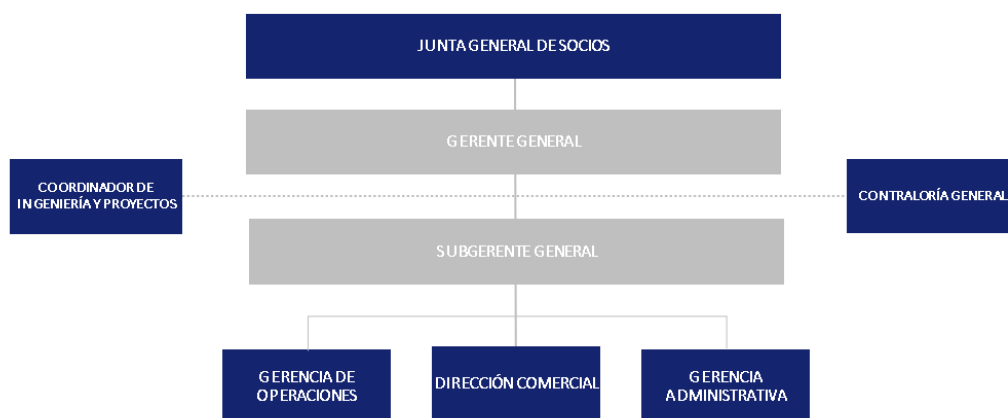 JUNTA GENERAL DE SOCIOS
GERENTE GENERAL
COORDINADOR DE
INGENIERÍA Y PROYECTOS
CONTRALORÍA GENERAL
SUBGERENTE GENERAL
GERENCIA DE
OPERACIONES
DIRECCIÓN COMERCIAL
GERENCIA
ADMINISTRATIVA